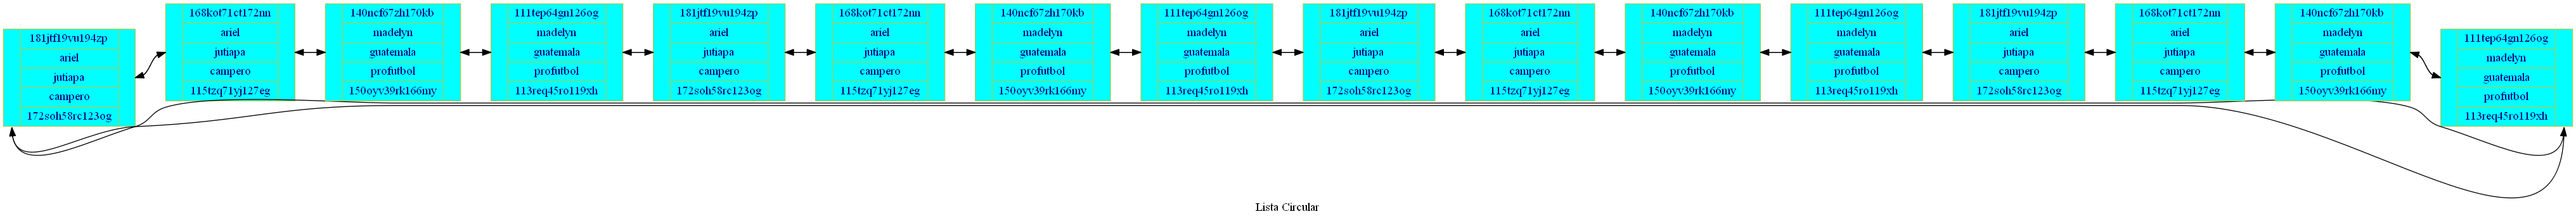 181jtf19vu194zp
ariel
jutiapa
campero
172soh58rc123og
168kot71ct172nn
ariel
jutiapa
campero
115tzq71yj127eg
140ncf67zh170kb
madelyn
guatemala
profutbol
150oyv39rk166my
111tep64gn126og
madelyn
guatemala
profutbol
113req45ro119xh
181jtf19vu194zp
ariel
jutiapa
campero
172soh58rc123og
168kot71ct172nn
ariel
jutiapa
campero
115tzq71yj127eg
140ncf67zh170kb
madelyn
guatemala
profutbol
150oyv39rk166my
111tep64gn126og
madelyn
guatemala
profutbol
113req45ro119xh
181jtf19vu194zp
ariel
jutiapa
campero
172soh58rc123og
168kot71ct172nn
ariel
jutiapa
campero
115tzq71yj127eg
140ncf67zh170kb
madelyn
guatemala
profutbol
150oyv39rk166my
111tep64gn126og
madelyn
guatemala
profutbol
113req45ro119xh
181jtf19vu194zp
ariel
jutiapa
campero
172soh58rc123og
168kot71ct172nn
ariel
jutiapa
campero
115tzq71yj127eg
140ncf67zh170kb
madelyn
guatemala
profutbol
150oyv39rk166my
111tep64gn126og
madelyn
guatemala
profutbol
113req45ro119xh
Lista Circular